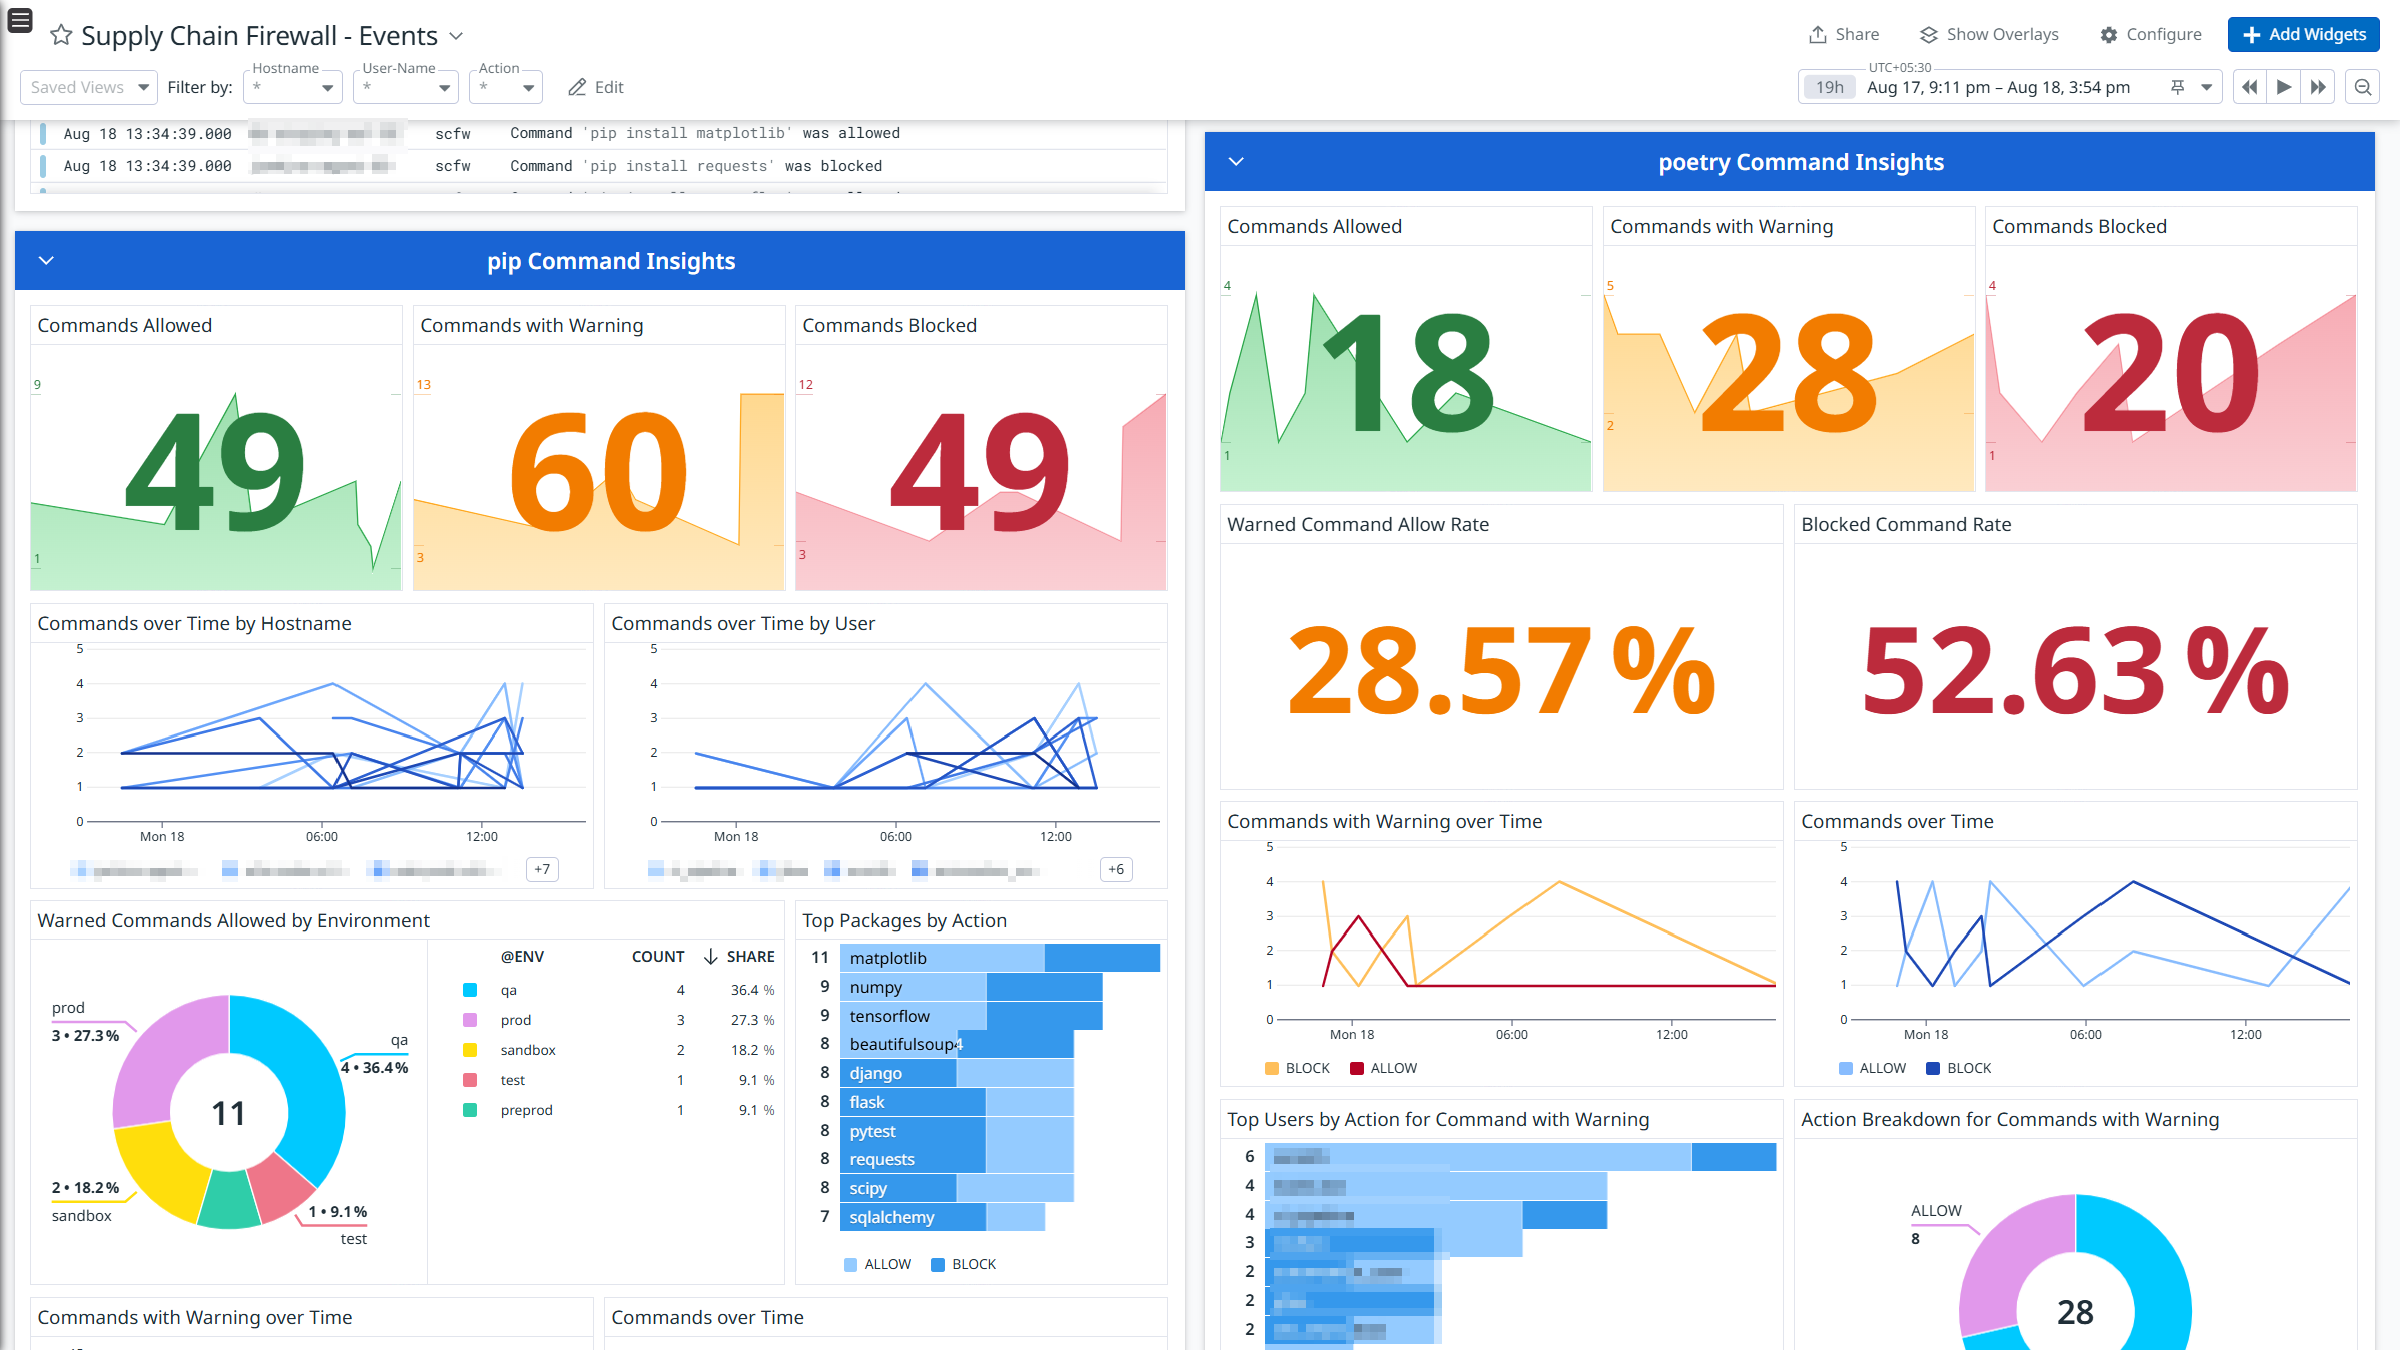 Supply Chain Firewall - Events
Share
Show Overlays
Configure
Add Widgets
Saved Views
Filter by:
Hostname
*
User-Name
*
Action
*
Edit
UTC+05:30
19h
Aug 17, 9:11 pm – Aug 18, 3:54 pm
Aug 18 13:34:39.000
scfw
Command 'pip install matplotlib' was allowed
Aug 18 13:34:39.000
scfw
Command 'pip install requests' was blocked
pip Command Insights
Commands Allowed
9
49
1
Commands with Warning
13
60
3
Commands Blocked
12
49
3
Commands over Time by Hostname
5
4
3
2
1
0
Mon 18
06:00
12:00
+7
Commands over Time by User
5
4
3
2
1
0
Mon 18
06:00
12:00
+6
Warned Commands Allowed by Environment
prod
3 • 27.3%
qa
4 • 36.4%
11
2 • 18.2%
sandbox
1 • 9.1%
test
@ENV COUNT SHARE
qa 4 36.4 %
prod 3 27.3 %
sandbox 2 18.2 %
test 1 9.1 %
preprod 1 9.1 %
Top Packages by Action
11 matplotlib
9 numpy
9 tensorflow
8 beautifulsoup4
8 django
8 flask
8 pytest
8 requests
8 scipy
7 sqlalchemy
ALLOW BLOCK
Commands with Warning over Time
Commands over Time
poetry Command Insights
Commands Allowed
4
18
1
Commands with Warning
5
28
2
Commands Blocked
4
20
1
Warned Command Allow Rate
28.57 %
Blocked Command Rate
52.63 %
Commands with Warning over Time
5
4
3
2
1
0
Mon 18
06:00
12:00
BLOCK ALLOW
Commands over Time
5
4
3
2
1
0
Mon 18
06:00
12:00
ALLOW BLOCK
Top Users by Action for Command with Warning
6
4
4
3
2
2
2
Action Breakdown for Commands with Warning
ALLOW
8
28